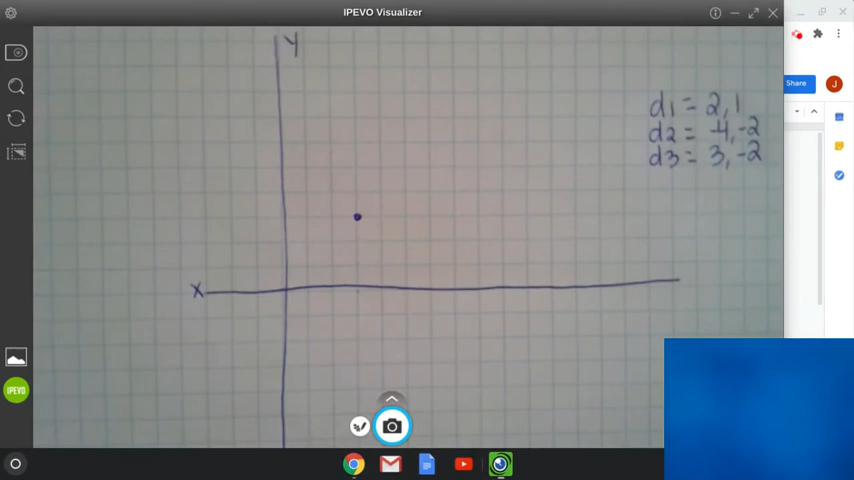 IPEVO Visualizer
Y
d1 = 2, 1
d2 = -4, -2
d3 = 3, -2
X
Share
J
IPEVO